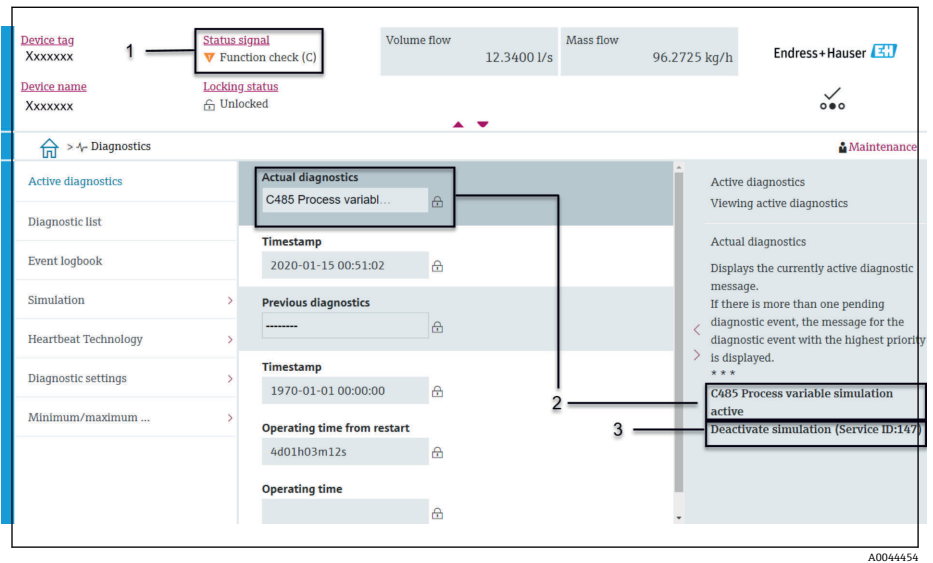 Device tag
Xxxxxxx
1
Status signal
Function check (C)
Volume flow
12.3400 l/s
Mass flow
96.2725 kg/h
Endress+Hauser EH
Device name
Xxxxxxx
Locking status
Unlocked
> Diagnostics
Maintenance
Active diagnostics
Diagnostic list
Event logbook
Simulation >
Heartbeat Technology >
Diagnostic settings >
Minimum/maximum ... >
Actual diagnostics
C485 Process variabl...
Timestamp
2020-01-15 00:51:02
Previous diagnostics
--------
Timestamp
1970-01-01 00:00:00
Operating time from restart
4d01h03m12s
Operating time
2
3
<
>
Active diagnostics
Viewing active diagnostics
Actual diagnostics
Displays the currently active diagnostic
message.
If there is more than one pending
diagnostic event, the message for the
diagnostic event with the highest priority
is displayed.
* * *
C485 Process variable simulation
active
Deactivate simulation (Service ID:147)
A0044454